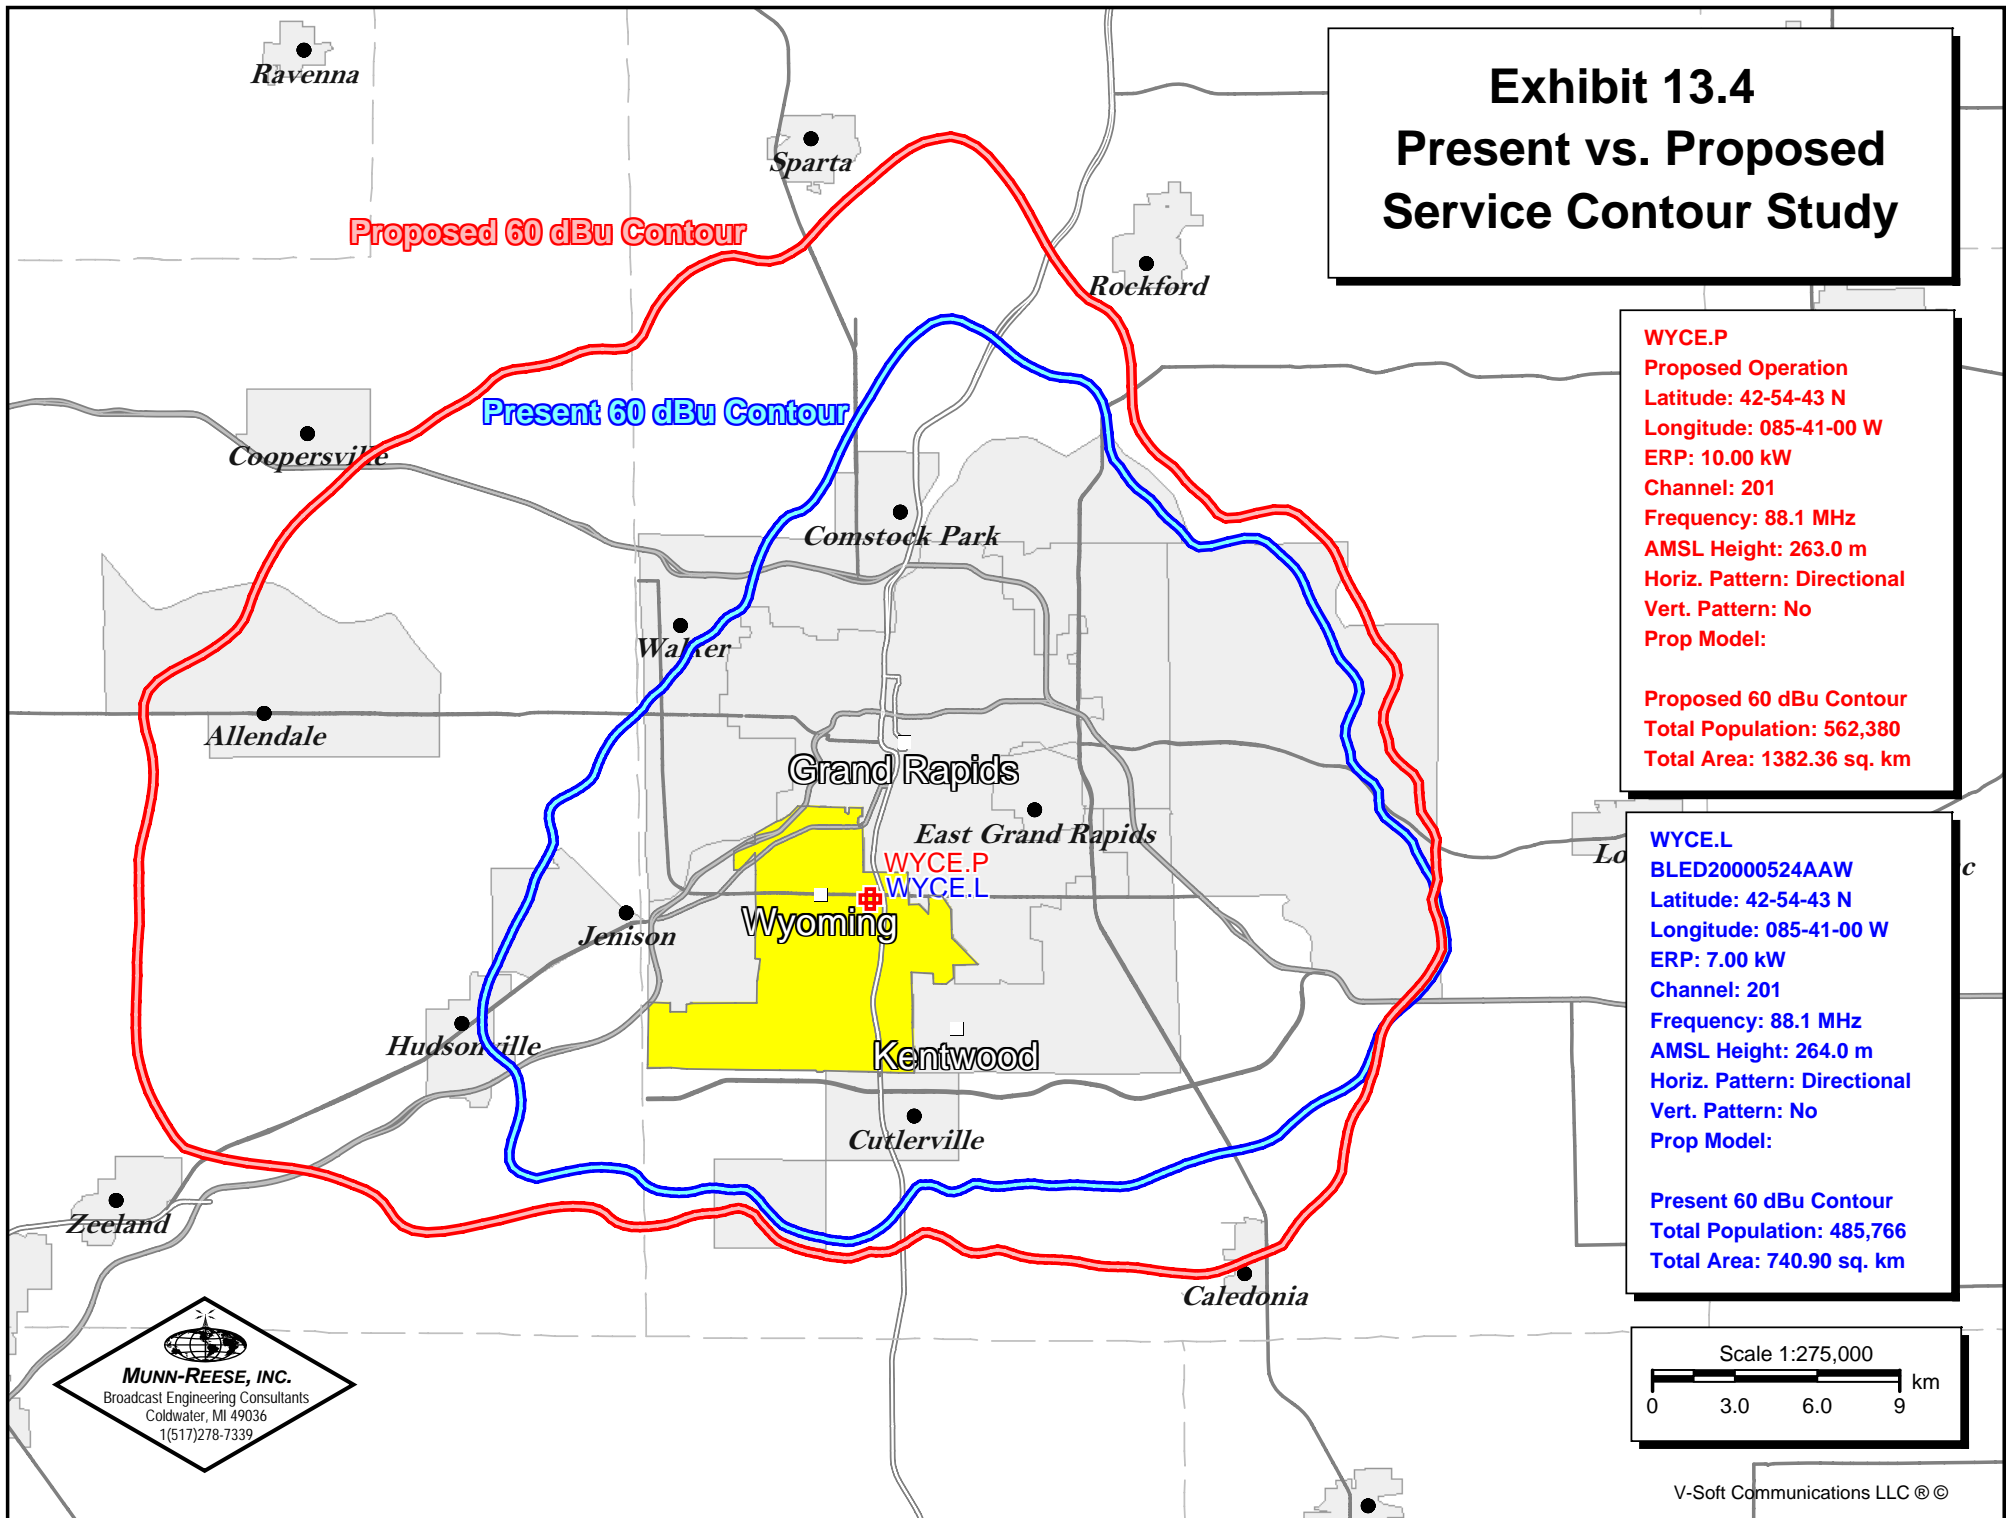 Exhibit 13.4
Present vs. Proposed
Service Contour Study
Ravenna
Sparta
Proposed 60 dBu Contour
Rockford
Present 60 dBu Contour
Coopersville
Comstock Park
Walker
Allendale
Grand Rapids
East Grand Rapids
WYCE.P
WYCE.L
Wyoming
Jenison
Hudsonville
Kentwood
Cutlerville
Zeeland
Caledonia
Lo
c
WYCE.P
Proposed Operation
Latitude: 42-54-43 N
Longitude: 085-41-00 W
ERP: 10.00 kW
Channel: 201
Frequency: 88.1 MHz
AMSL Height: 263.0 m
Horiz. Pattern: Directional
Vert. Pattern: No
Prop Model:
Proposed 60 dBu Contour
Total Population: 562,380
Total Area: 1382.36 sq. km
WYCE.L
BLED20000524AAW
Latitude: 42-54-43 N
Longitude: 085-41-00 W
ERP: 7.00 kW
Channel: 201
Frequency: 88.1 MHz
AMSL Height: 264.0 m
Horiz. Pattern: Directional
Vert. Pattern: No
Prop Model:
Present 60 dBu Contour
Total Population: 485,766
Total Area: 740.90 sq. km
Scale 1:275,000
km
0 3.0 6.0 9
MUNN-REESE, INC.
Broadcast Engineering Consultants
Coldwater, MI 49036
1(517)278-7339
V-Soft Communications LLC ® ©